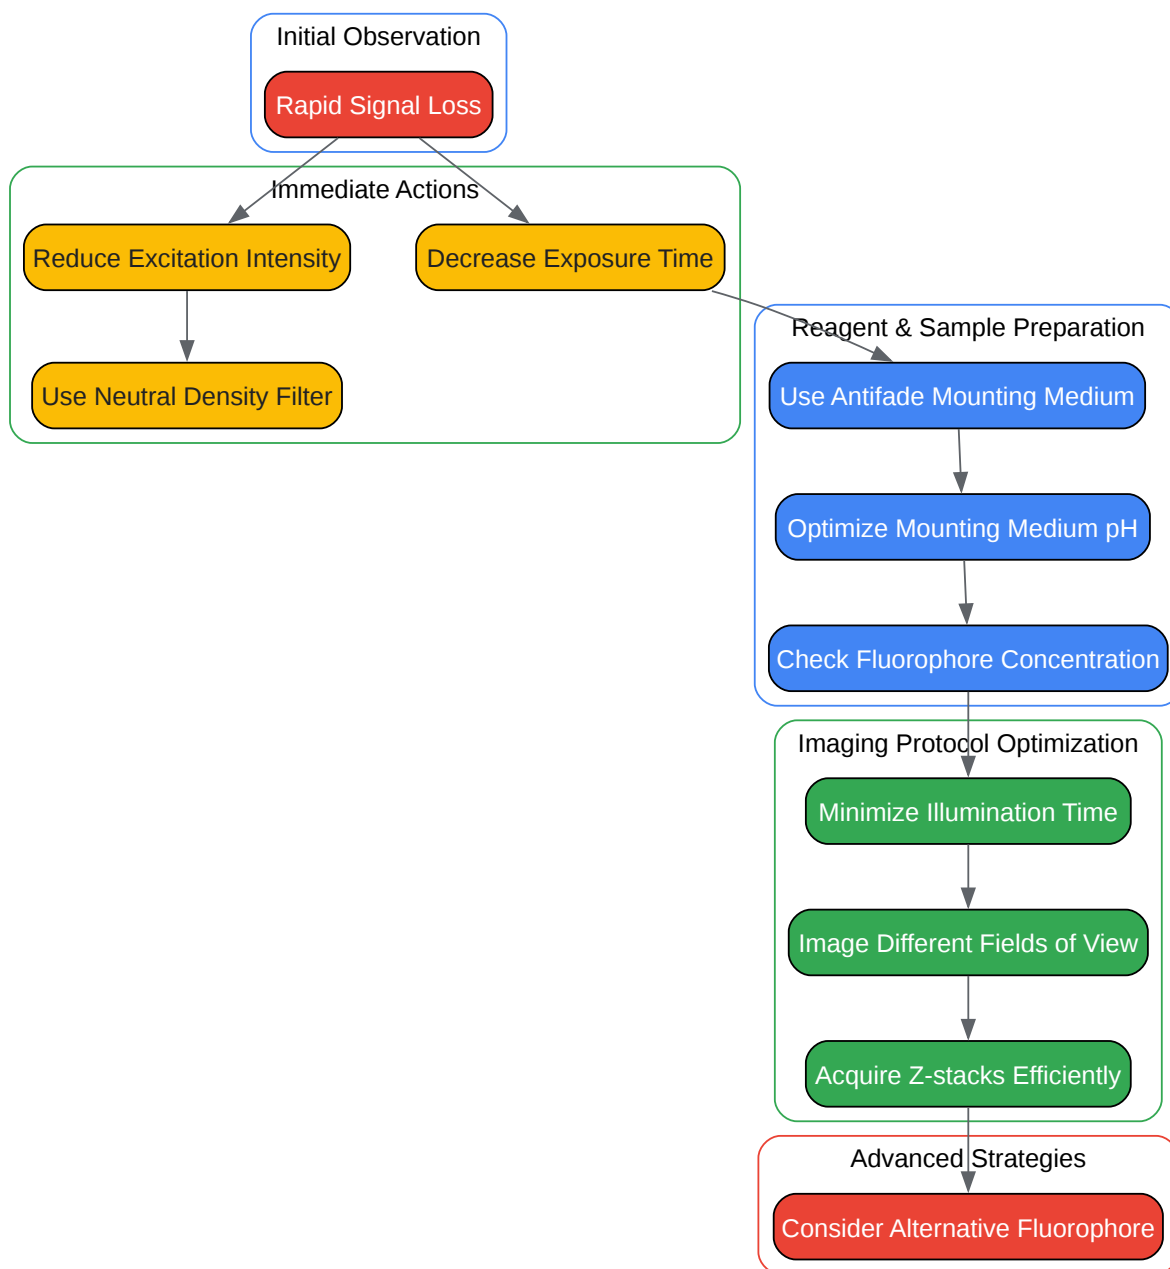 Initial Observation
Rapid Signal Loss
Immediate Actions
Reduce Excitation Intensity
Decrease Exposure Time
Use Neutral Density Filter
Reagent & Sample Preparation
Use Antifade Mounting Medium
Optimize Mounting Medium pH
Check Fluorophore Concentration
Imaging Protocol Optimization
Minimize Illumination Time
Image Different Fields of View
Acquire Z-stacks Efficiently
Advanced Strategies
Consider Alternative Fluorophore